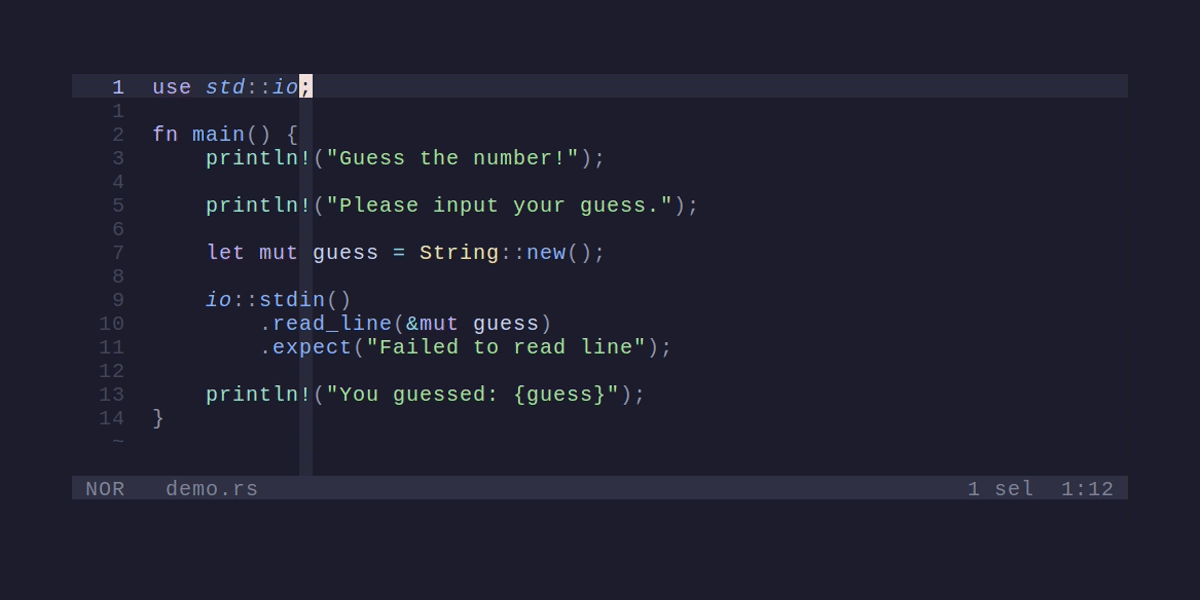 1 use std::io;
1
2 fn main() {
3     println!("Guess the number!");
4
5     println!("Please input your guess.");
6
7     let mut guess = String::new();
8
9     io::stdin()
10         .read_line(&mut guess)
11         .expect("Failed to read line");
12
13     println!("You guessed: {guess}");
14 }
~
NOR demo.rs 1 sel 1:12